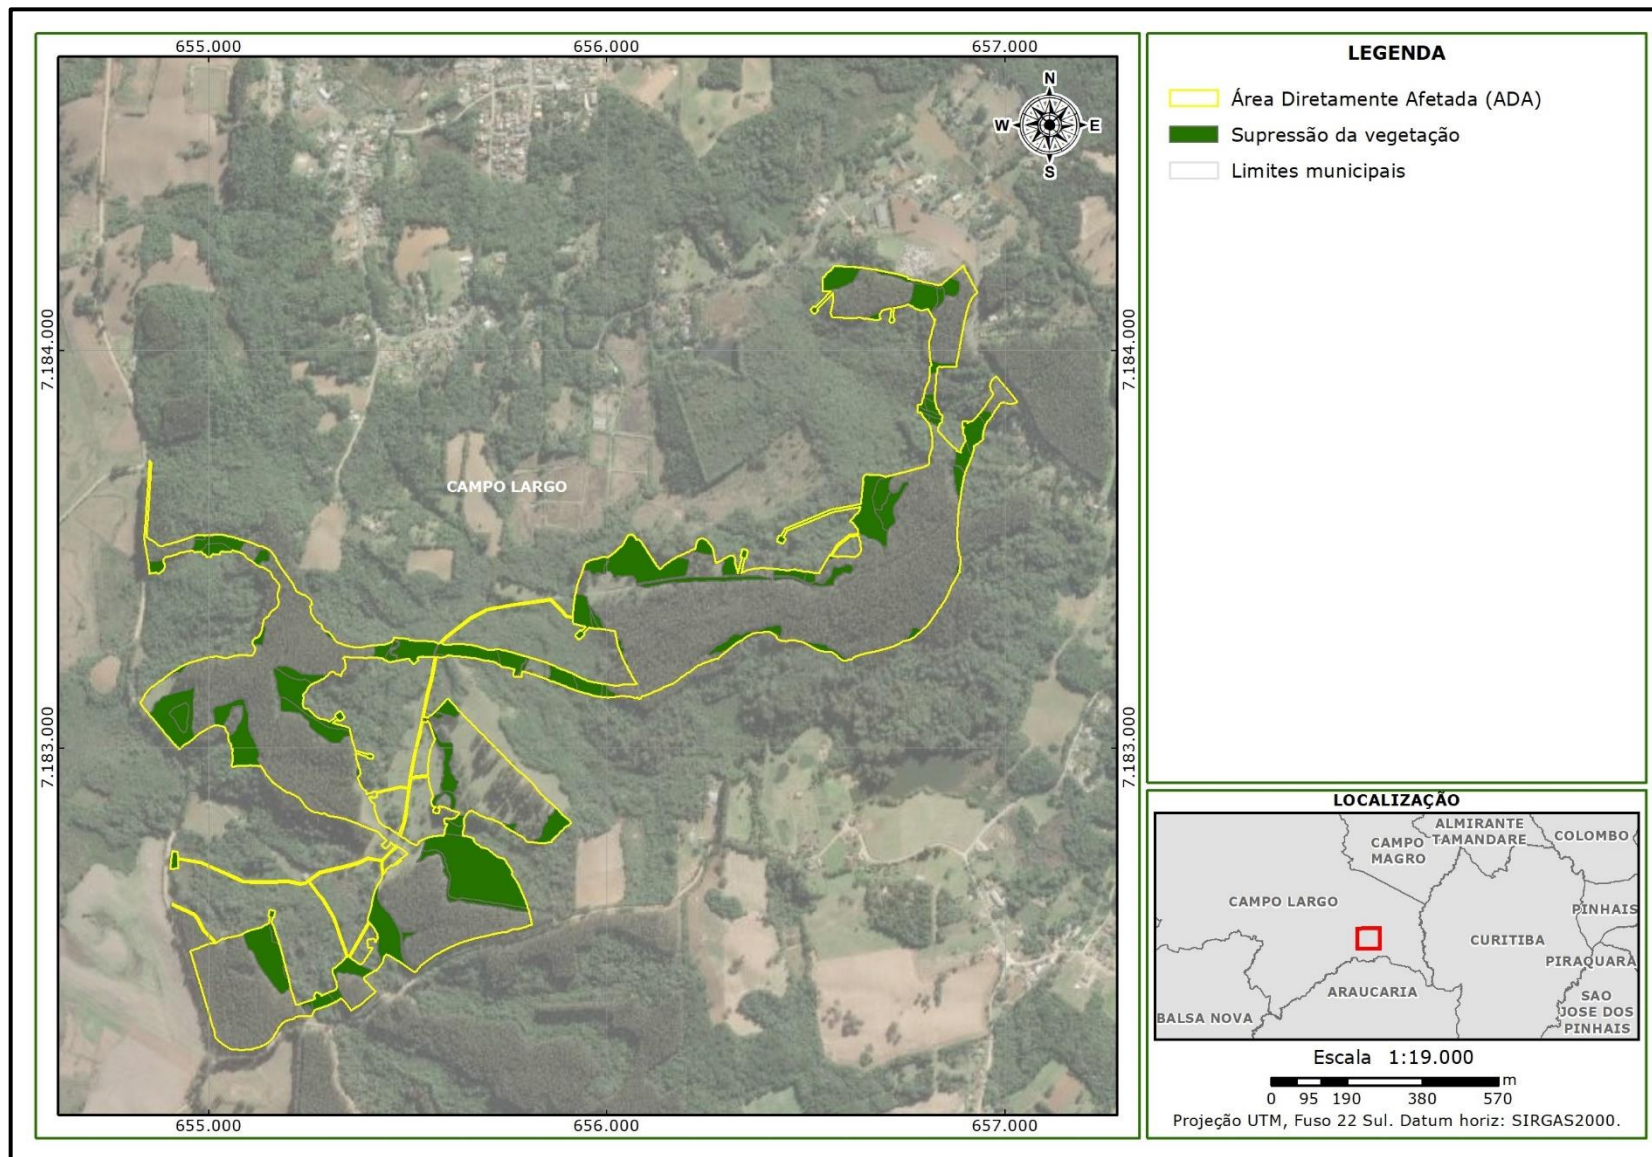 655.000
656.000
657.000
N
W
E
S
7.184.000
7.184.000
CAMPO LARGO
7.183.000
7.183.000
655.000
656.000
657.000
LEGENDA
Área Diretamente Afetada (ADA)
Supressão da vegetação
Limites municipais
LOCALIZAÇÃO
ALMIRANTE
TAMANDARE
COLOMBO
CAMPO
MAGRO
CAMPO LARGO
PINHAIS
CURITIBA
PIRAQUARA
ARAUCARIA
SAO
JOSE DOS
PINHAIS
BALSA NOVA
Escala 1:19.000
m
0 95 190 380 570
Projeção UTM, Fuso 22 Sul. Datum horiz: SIRGAS2000.